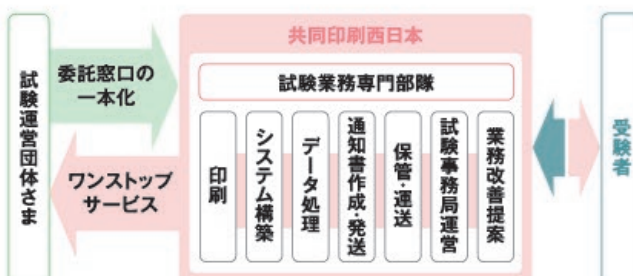 試験運営団体さま
委託窓口の
一本化
ワンストップ
サービス
共同印刷西日本
試験業務専門部隊
印刷
システム構築
データ処理
通知書作成・発送
保管・運送
試験事務局運営
業務改善提案
受験者